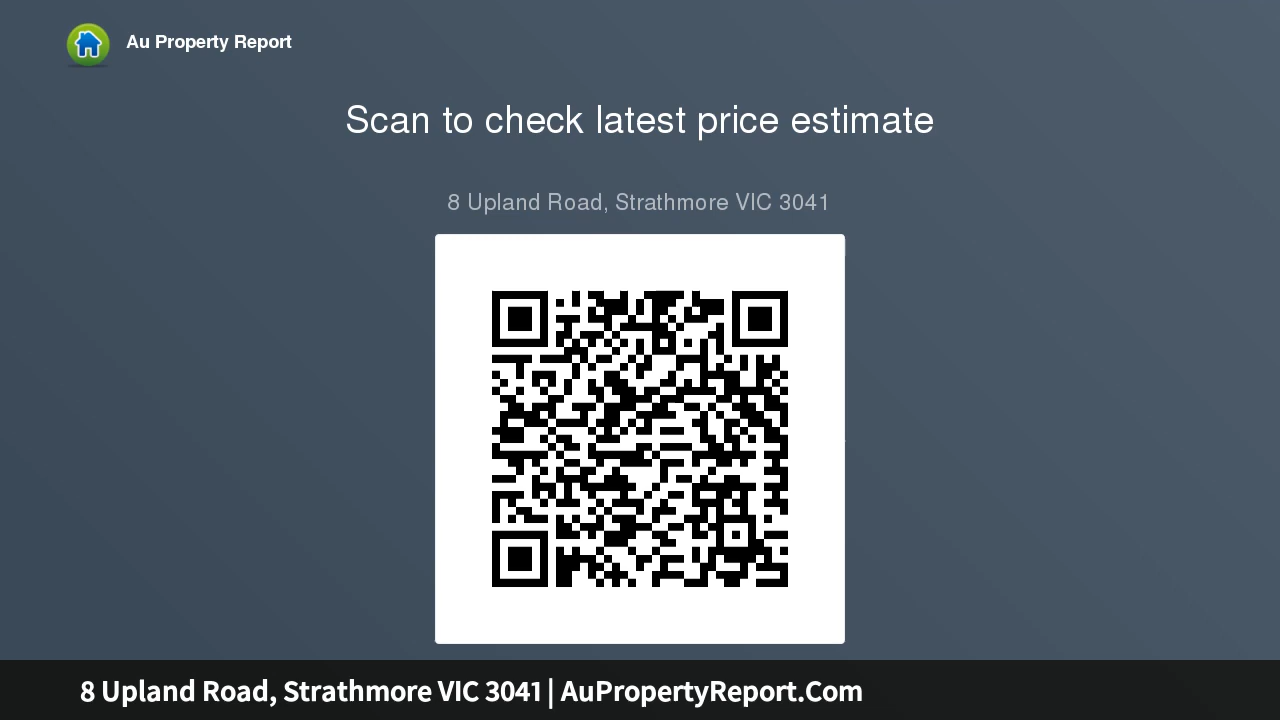 Au Property Report
Scan to check latest price estimate
8 Upland Road, Strathmore VIC 3041
8 Upland Road, Strathmore VIC 3041 | AuPropertyReport.Com